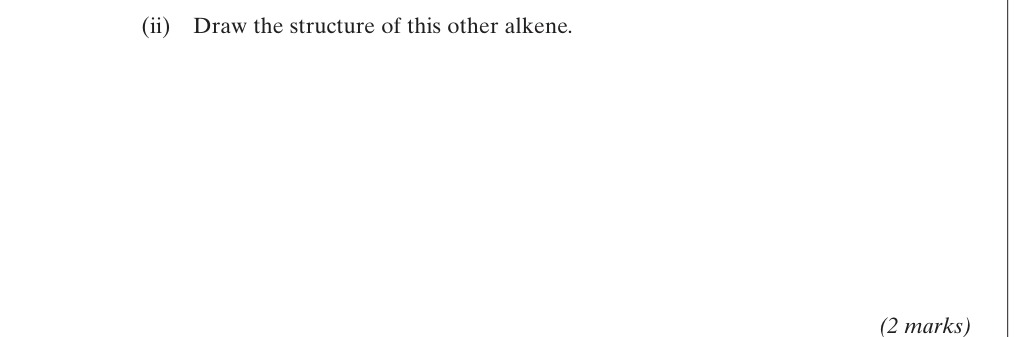 (ii) Draw the structure of this other alkene.
(2 marks)